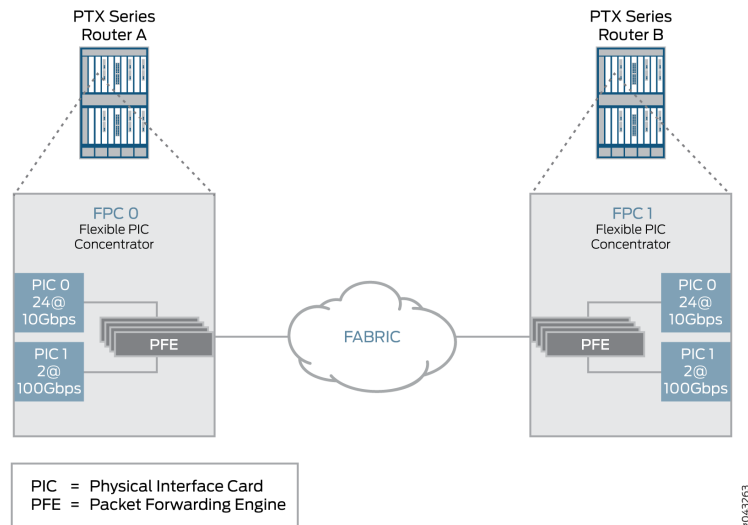 PTX Series
Router A
PTX Series
Router B
FPC 0
Flexible PIC
Concentrator
PIC 0
24@
10Gbps
PIC 1
2@
100Gbps
PFE
FABRIC
FPC 1
Flexible PIC
Concentrator
PFE
PIC 0
24@
10Gbps
PIC 1
2@
100Gbps
PIC = Physical Interface Card
PFE = Packet Forwarding Engine